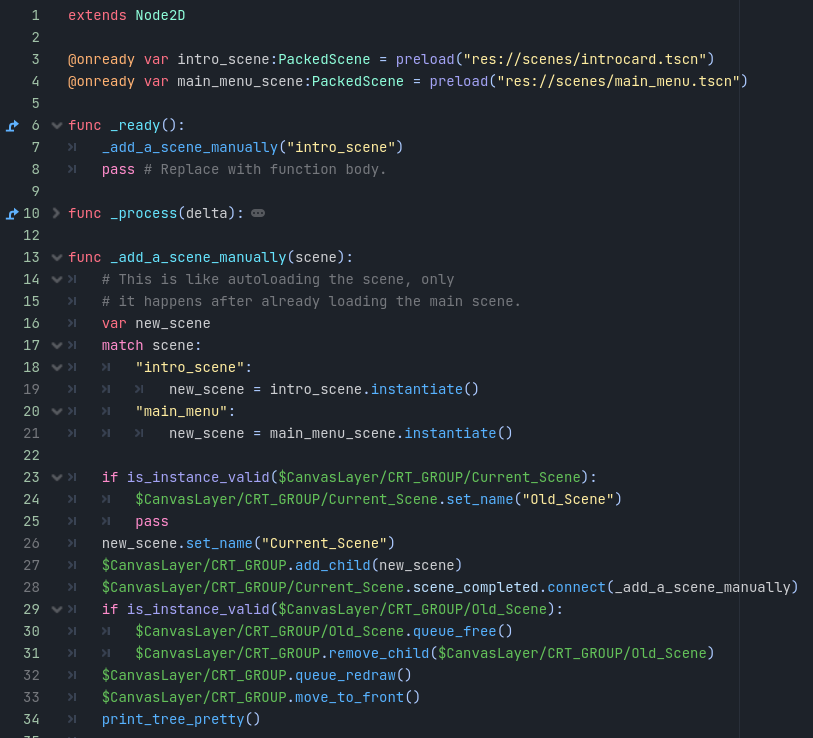 1 extends Node2D
2
3 @onready var intro_scene:PackedScene = preload("res://scenes/introcard.tscn")
4 @onready var main_menu_scene:PackedScene = preload("res://scenes/main_menu.tscn")
5
6 func _ready():
7 _add_a_scene_manually("intro_scene")
8 pass # Replace with function body.
9
10 func _process(delta):
12
13 func _add_a_scene_manually(scene):
14 # This is like autoloading the scene, only
15 # it happens after already loading the main scene.
16 var new_scene
17 match scene:
18 "intro_scene":
19 new_scene = intro_scene.instantiate()
20 "main_menu":
21 new_scene = main_menu_scene.instantiate()
22
23 if is_instance_valid($CanvasLayer/CRT_GROUP/Current_Scene):
24 $CanvasLayer/CRT_GROUP/Current_Scene.set_name("Old_Scene")
25 pass
26 new_scene.set_name("Current_Scene")
27 $CanvasLayer/CRT_GROUP.add_child(new_scene)
28 $CanvasLayer/CRT_GROUP/Current_Scene.scene_completed.connect(_add_a_scene_manually)
29 if is_instance_valid($CanvasLayer/CRT_GROUP/Old_Scene):
30 $CanvasLayer/CRT_GROUP/Old_Scene.queue_free()
31 $CanvasLayer/CRT_GROUP.remove_child($CanvasLayer/CRT_GROUP/Old_Scene)
32 $CanvasLayer/CRT_GROUP.queue_redraw()
33 $CanvasLayer/CRT_GROUP.move_to_front()
34 print_tree_pretty()